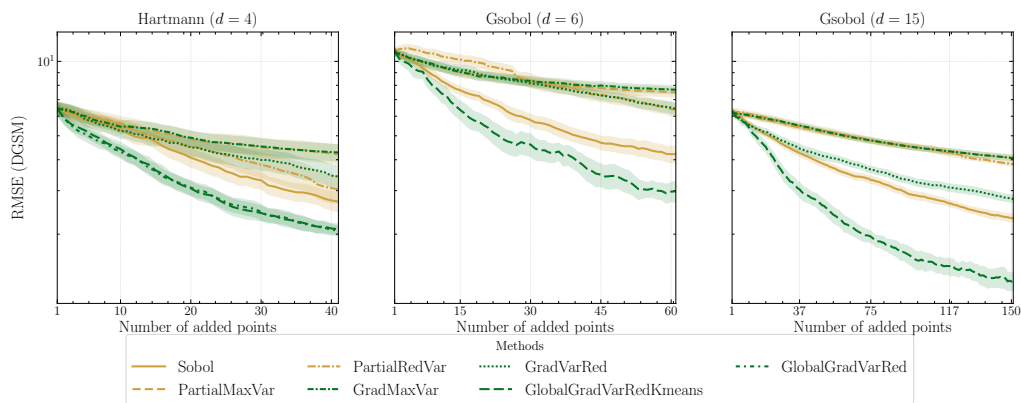 Hartmann (d = 4)
Gsobol (d = 6)
Gsobol (d = 15)
RMSE (DGSM)
10¹
1 10 20 30 40
1 15 30 45 60
1 37 75 117 150
Number of added points
Number of added points
Number of added points
Methods
Sobol
PartialMaxVar
PartialRedVar
GradMaxVar
GradVarRed
GlobalGradVarRedKmeans
GlobalGradVarRed